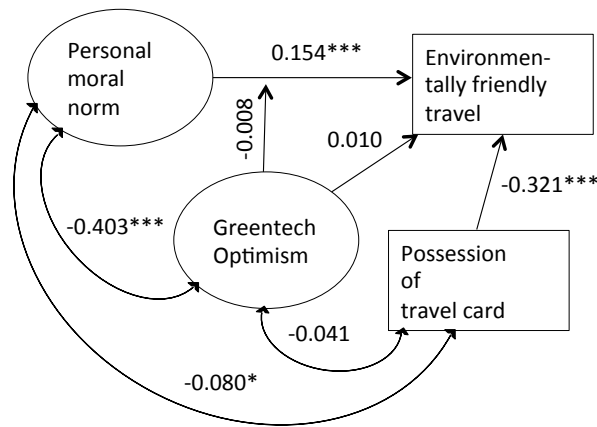 Personal
moral
norm
0.154***
Environmen-
tally friendly
travel
-0.008
0.010
-0.321***
-0.403***
Greentech
Optimism
Possession
of
travel card
-0.041
-0.080*